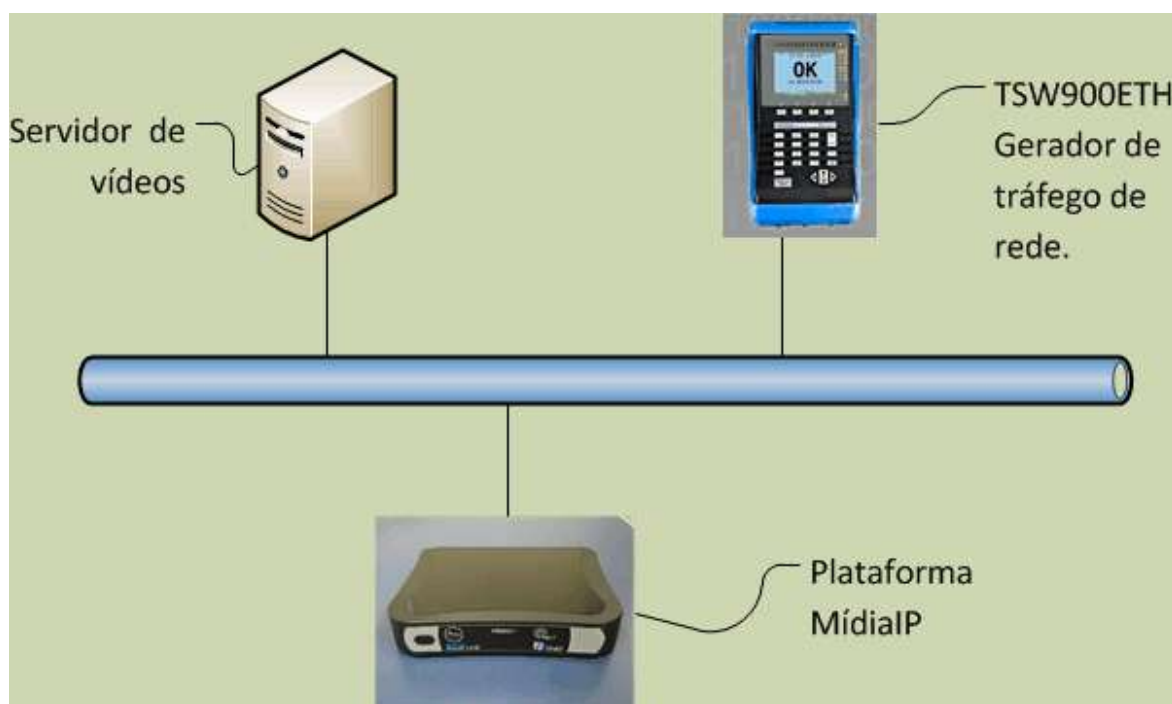 Servidor de
vídeos
OK
TSW900ETH
Gerador de
tráfego de
rede.
Plataforma
MídiaIP